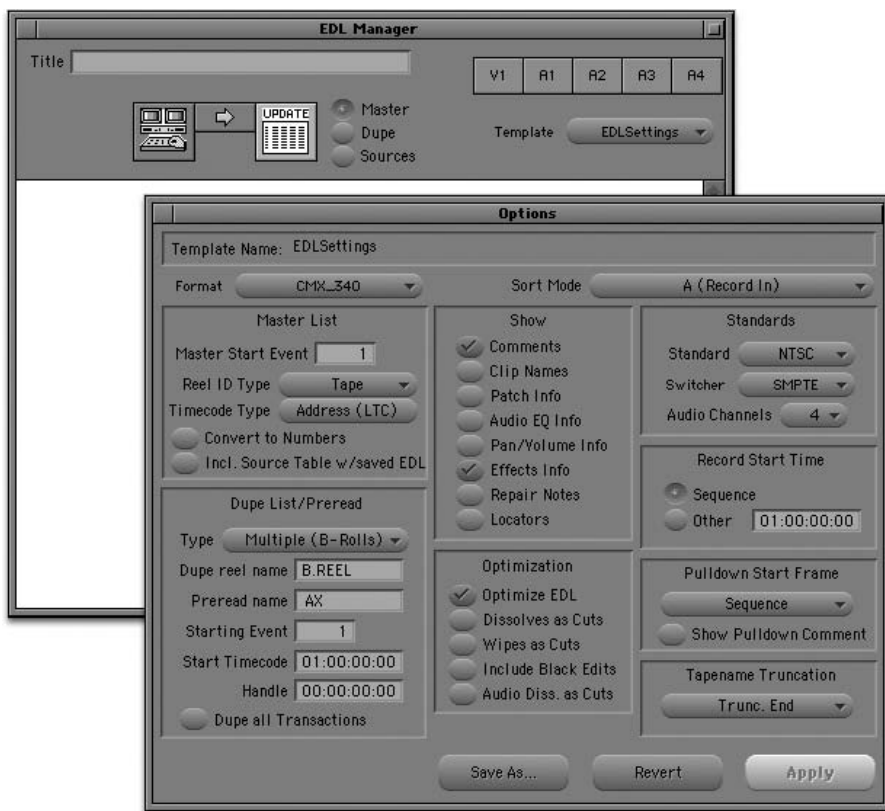 EDL Manager
Title
V1 A1 A2 A3 A4
UPDATE
Master
Dupe
Sources
Template EDLSettings
Options
Template Name: EDLSettings
Format CMX_340
Sort Mode A (Record In)
Master List
Master Start Event 1
Reel ID Type Tape
Timecode Type Address (LTC)
Convert to Numbers
Incl. Source Table w/saved EDL
Dupe List/Preread
Type Multiple (B-Rolls)
Dupe reel name B.REEL
Preread name AX
Starting Event 1
Start Timecode 01:00:00:00
Handle 00:00:00:00
Dupe all Transactions
Show
Comments
Clip Names
Patch Info
Audio EQ Info
Pan/Volume Info
Effects Info
Repair Notes
Locators
Optimization
Optimize EDL
Dissolves as Cuts
Wipes as Cuts
Include Black Edits
Audio Diss. as Cuts
Standards
Standard NTSC
Switcher SMPTE
Audio Channels 4
Record Start Time
Sequence
Other 01:00:00:00
Pulldown Start Frame
Sequence
Show Pulldown Comment
Tapename Truncation
Trunc. End
Save As...
Revert
Apply